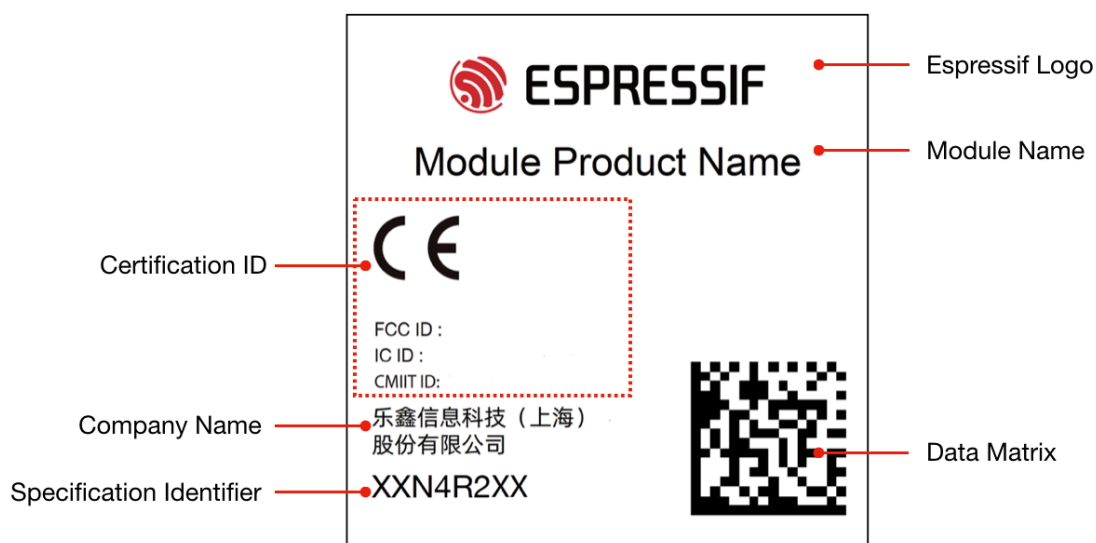 ESPRESSIF
Espressif Logo
Module Product Name
Module Name
CE
Certification ID
FCC ID :
IC ID :
CMIIT ID:
乐鑫信息科技（上海）
股份有限公司
Company Name
XXN4R2XX
Specification Identifier
Data Matrix